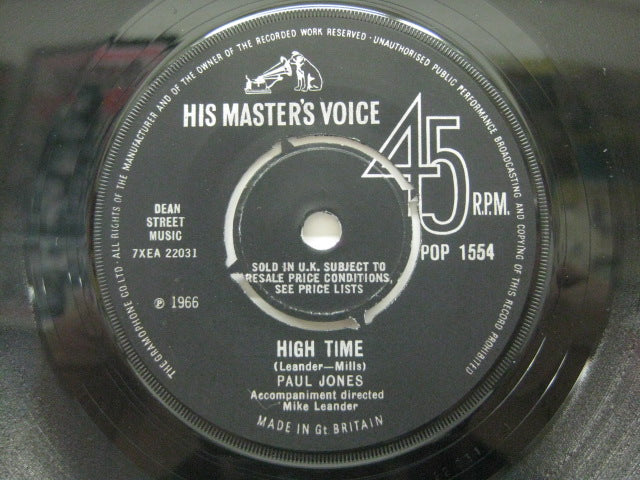 THE GRAMOPHONE CO. LTD · ALL RIGHTS OF THE MANUFACTURER AND OF THE OWNER OF THE RECORDED WORK RESERVED · UNAUTHORISED PUBLIC PERFORMANCE BROADCASTING AND COPYING OF THIS RECORD PROHIBITED
HIS MASTER'S VOICE
45 R.P.M.
DEAN
STREET
MUSIC
7XEA 22031
POP 1554
SOLD IN U.K. SUBJECT TO
RESALE PRICE CONDITIONS,
SEE PRICE LISTS
℗ 1966
HIGH TIME
(Leander—Mills)
PAUL JONES
Accompaniment directed
Mike Leander
MADE IN Gt. BRITAIN